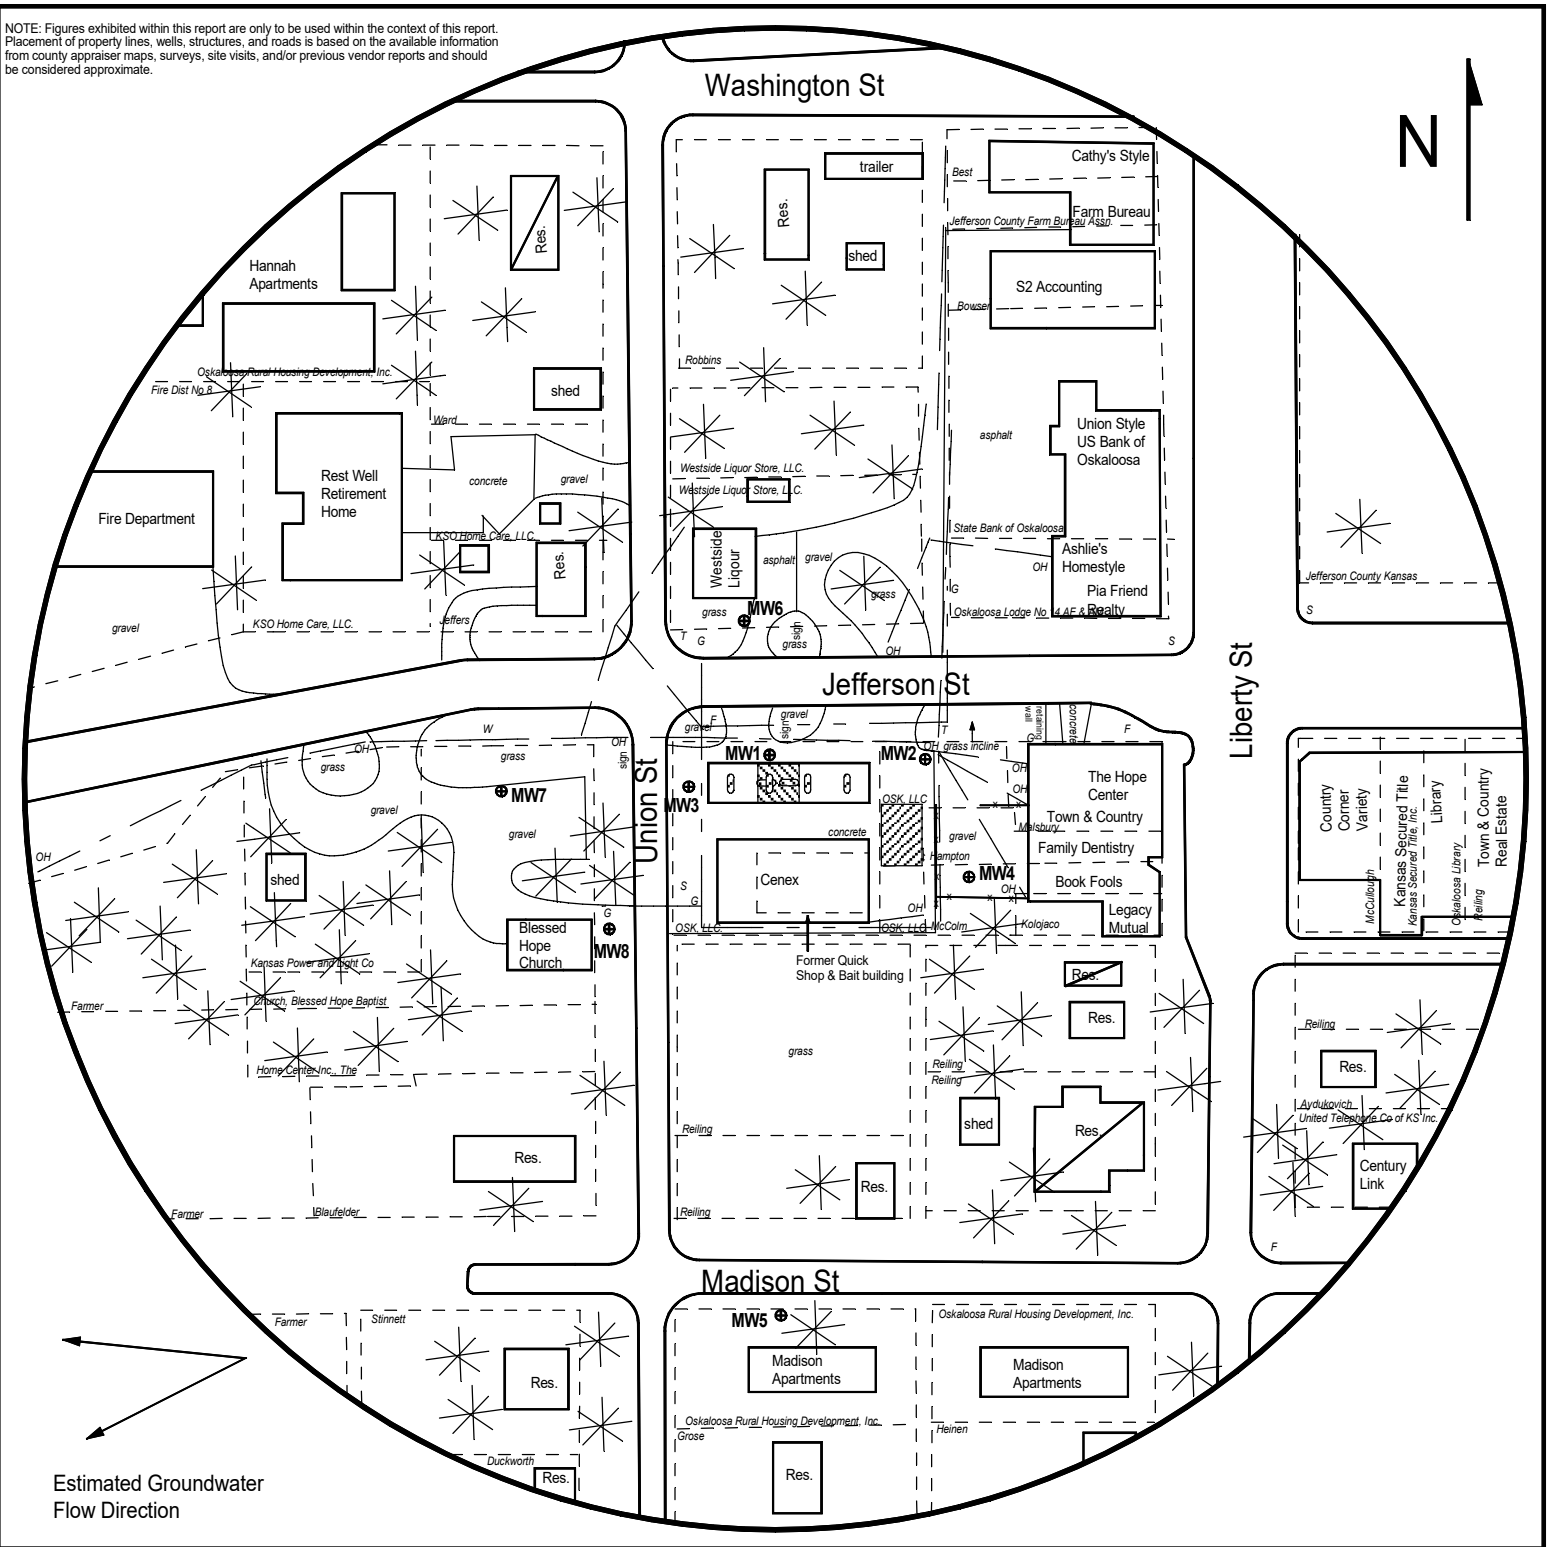 NOTE: Figures exhibited within this report are only to be used within the context of this report.
Placement of property lines, wells, structures, and roads is based on the available information
from county appraiser maps, surveys, site visits, and/or previous vendor reports and should
be considered approximate.
N
Washington St
Cathy's Style
Best
Farm Bureau
Jefferson County Farm Bureau Assn.
S2 Accounting
Bowser
trailer
Res.
shed
Robbins
Res.
Hannah
Apartments
Oskaloosa Rural Housing Development, Inc.
Fire Dist No 8
shed
Ward
Rest Well
Retirement
Home
concrete
gravel
Fire Department
KSO Home Care, LLC.
Res.
Jeffers
KSO Home Care, LLC.
gravel
Westside Liquor Store, LLC.
Westside Liquor Store, LLC.
Westside
Liqour
asphalt
gravel
grass
grass
MW6
sign
grass
T
G
OH
asphalt
Union Style
US Bank of
Oskaloosa
State Bank of Oskaloosa
Ashlie's
Homestyle
OH
Pia Friend
Realty
G
Oskaloosa Lodge No 14 AF &
S
Jefferson County Kansas
S
Jefferson St
Liberty St
Union St
W
OH
grass
grass
OH
sign
gravel
MW7
gravel
OH
shed
Blessed
Hope
Church
G
MW8
Kansas Power and Light Co
Church, Blessed Hope Baptist
Farmer
Home Center Inc., The
Res.
Farmer
Blaufelder
gravel
F
gravel
sign
T
retaining
wall
G
concrete
F
MW1
MW2
OH
grass incline
MW3
OH
OH
OSK, LLC
The Hope
Center
Town & Country
Malsbury
concrete
gravel
Family Dentistry
Hampton
Cenex
MW4
Book Fools
OH
S
G
OH
Legacy
Mutual
OSK, LLC.
OSK, LLC.
McColm
Kolojaco
Former Quick
Shop & Bait building
Res.
Res.
grass
Reiling
Reiling
shed
Res.
Reiling
Res.
Reiling
Country
Corner
Variety
McCullough
Kansas Secured Title
Kansas Secured Title, Inc.
Library
Oskaloosa Library
Town & Country
Real Estate
Reiling
Reiling
Res.
Aydukovich
United Telephone Co of KS Inc.
Century
Link
F
Madison St
Farmer
Stinnett
Res.
Duckworth
Res.
MW5
Madison
Apartments
Oskaloosa Rural Housing Development, Inc.
Grose
Res.
Oskaloosa Rural Housing Development, Inc.
Madison
Apartments
Heinen
Estimated Groundwater
Flow Direction